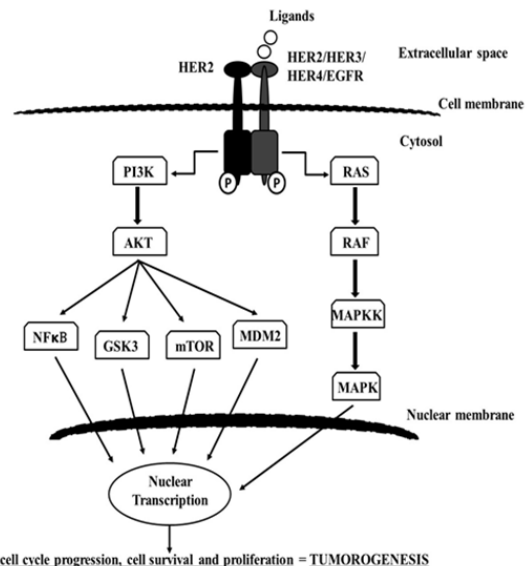 Ligands
HER2
HER2/HER3/
HER4/EGFR
Extracellular space
Cell membrane
Cytosol
P
P
PI3K
RAS
AKT
RAF
NFκB
GSK3
mTOR
MDM2
MAPKK
MAPK
Nuclear membrane
Nuclear
Transcription
cell cycle progression, cell survival and proliferation = TUMOROGENESIS